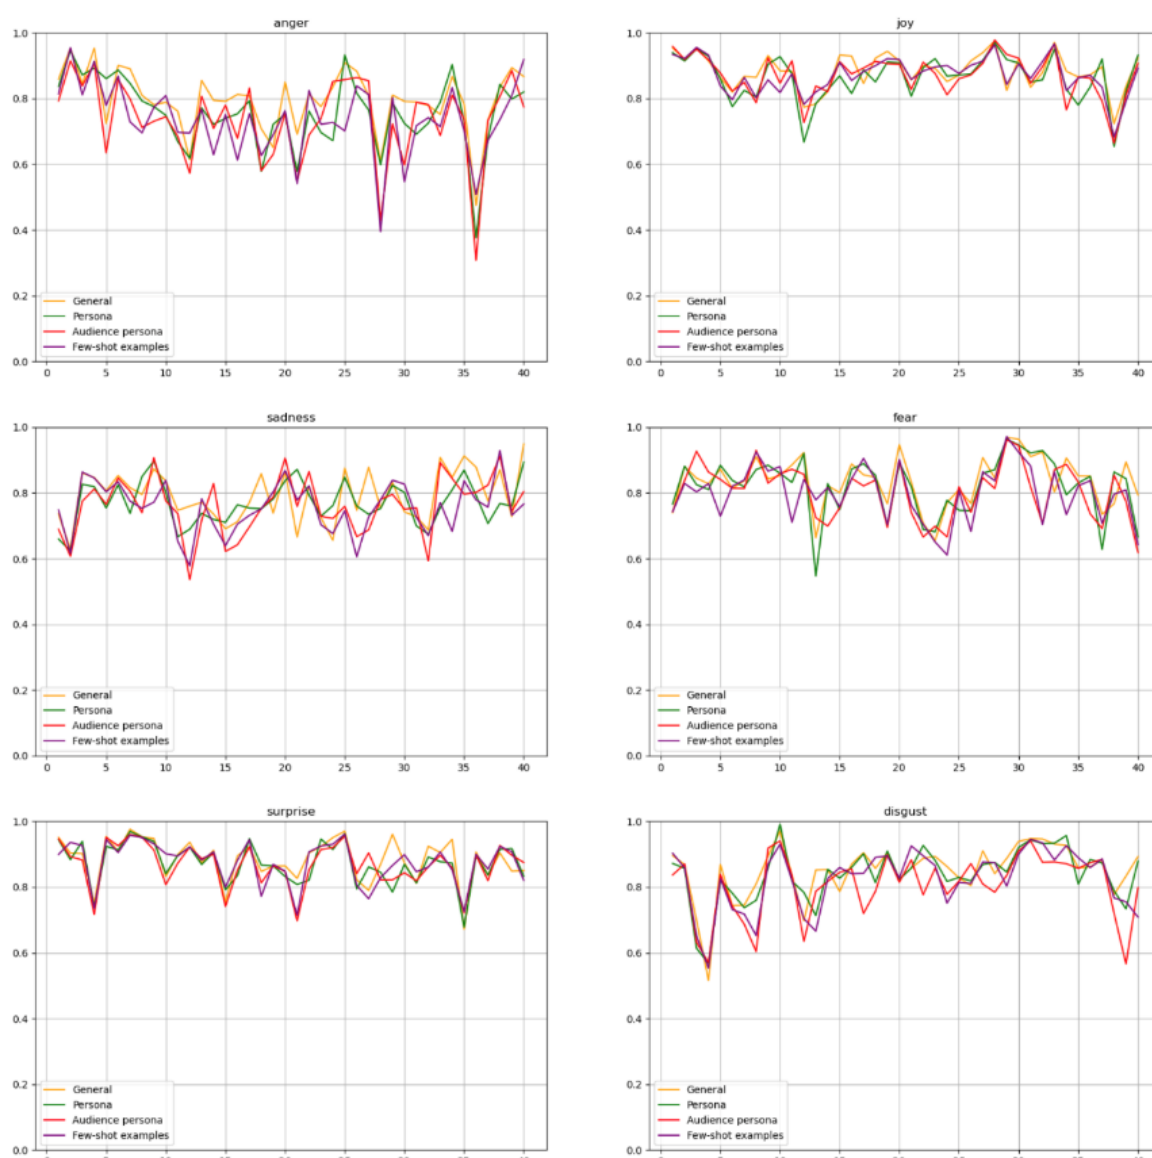 anger
1.0
0.8
0.6
0.4
0.2
0.0
General
Persona
Audience persona
Few-shot examples
0 5 10 15 20 25 30 35 40
joy
1.0
0.8
0.6
0.4
0.2
0.0
General
Persona
Audience persona
Few-shot examples
0 5 10 15 20 25 30 35 40
sadness
1.0
0.8
0.6
0.4
0.2
0.0
General
Persona
Audience persona
Few-shot examples
0 5 10 15 20 25 30 35 40
fear
1.0
0.8
0.6
0.4
0.2
0.0
General
Persona
Audience persona
Few-shot examples
0 5 10 15 20 25 30 35 40
surprise
1.0
0.8
0.6
0.4
0.2
0.0
General
Persona
Audience persona
Few-shot examples
disgust
1.0
0.8
0.6
0.4
0.2
0.0
General
Persona
Audience persona
Few-shot examples